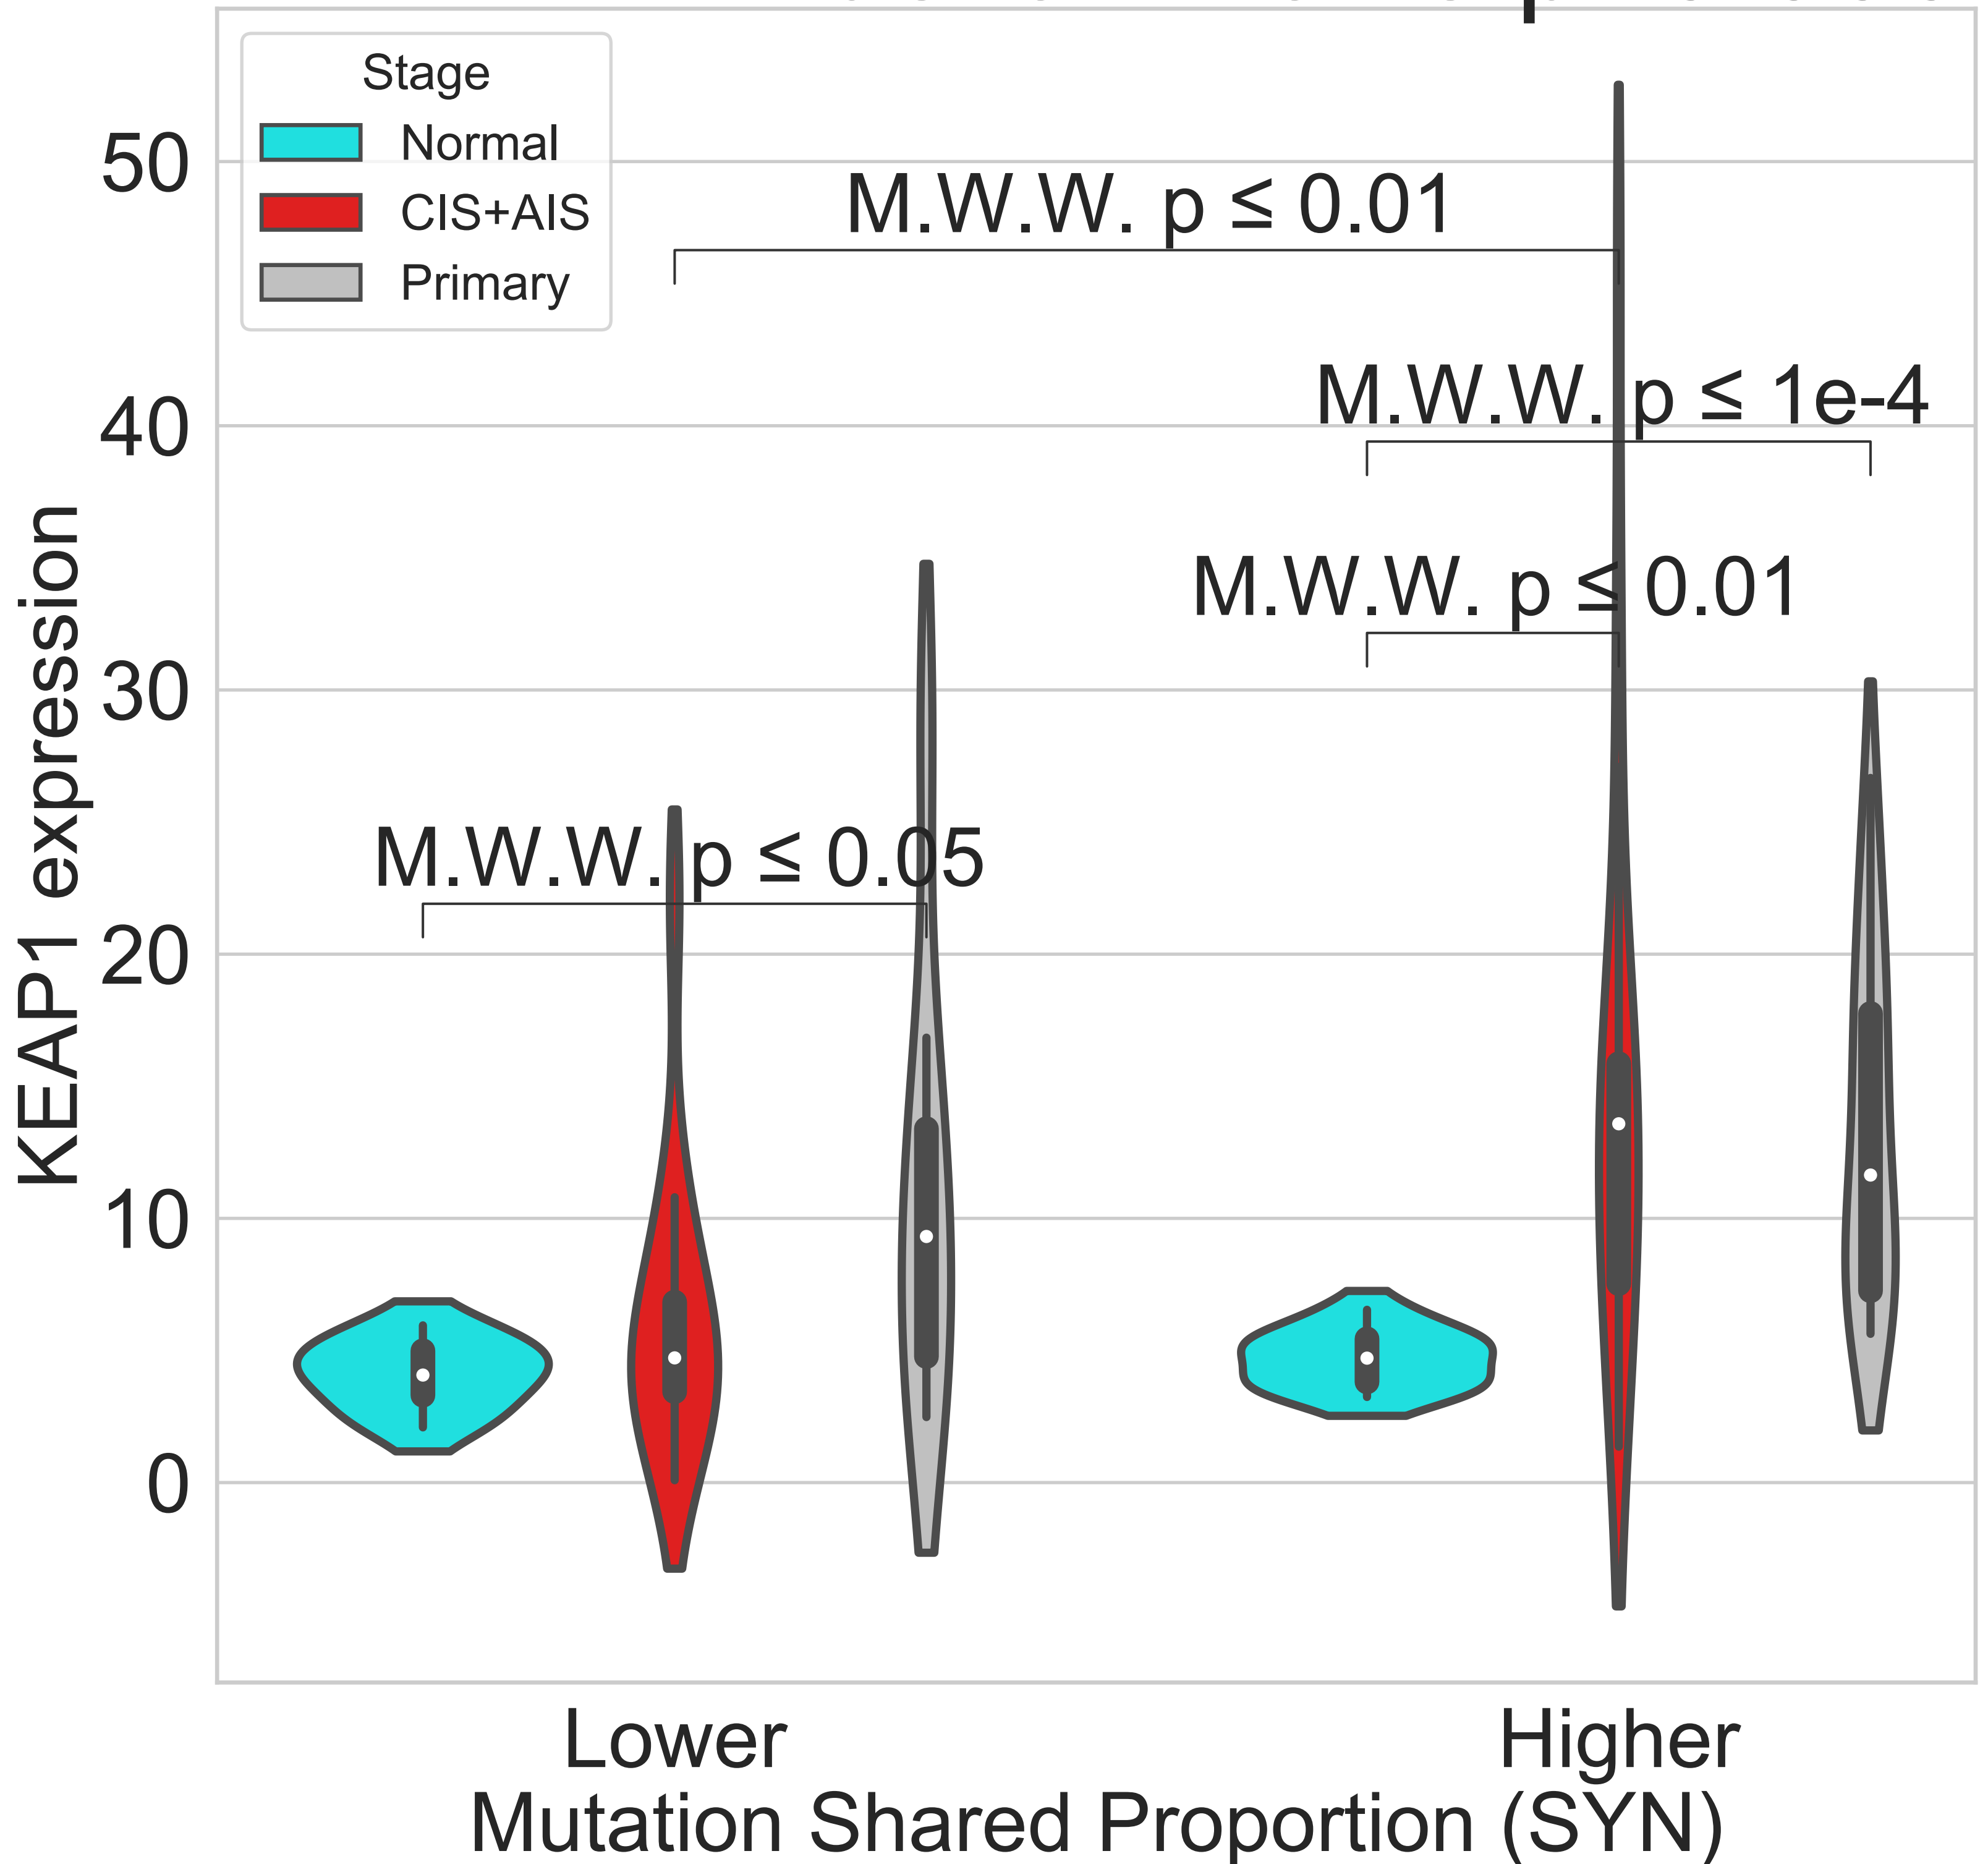 Stage
Normal
CIS+AIS
Primary
50
40
30
20
10
0
KEAP1 expression
M.W.W. p ≤ 0.01
M.W.W. p ≤ 1e-4
M.W.W. p ≤ 0.01
M.W.W. p ≤ 0.05
Lower
Higher
Mutation Shared Proportion (SYN)